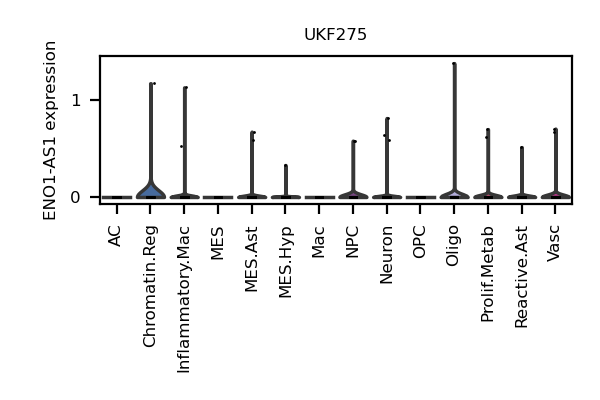 UKF275
ENO1-AS1 expression
1
0
AC
Chromatin.Reg
Inflammatory.Mac
MES
MES.Ast
MES.Hyp
Mac
NPC
Neuron
OPC
Oligo
Prolif.Metab
Reactive.Ast
Vasc